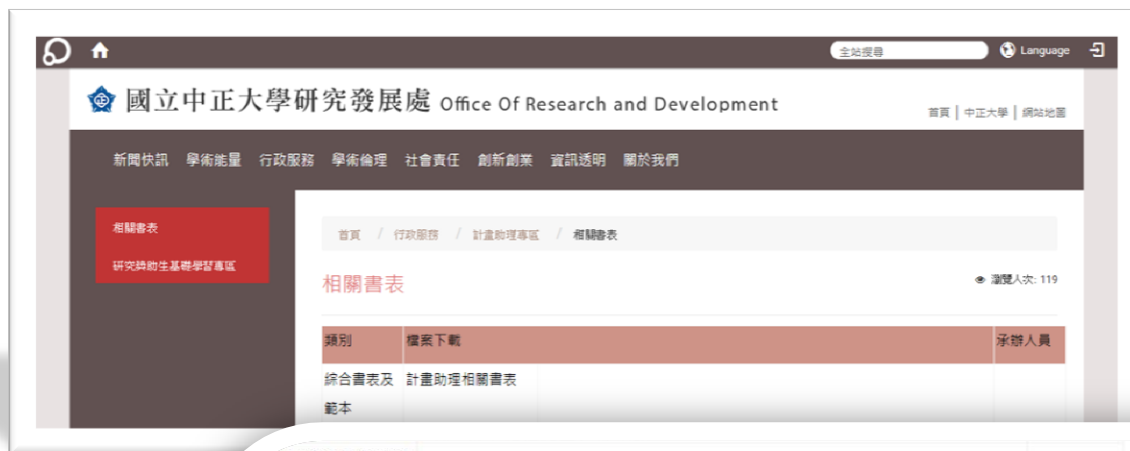 全站搜尋 Language
國立中正大學研究發展處 Office Of Research and Development
首頁 | 中正大學 | 網站地圖
新聞快訊 學術能量 行政服務 學術倫理 社會責任 創新創業 資訊透明 關於我們
相關書表
研究獎助生基礎學習專區
首頁 / 行政服務 / 計畫助理專區 / 相關書表
相關書表
瀏覽人次: 119
類別 檔案下載 承辦人員
綜合書表及 計畫助理相關書表
範本